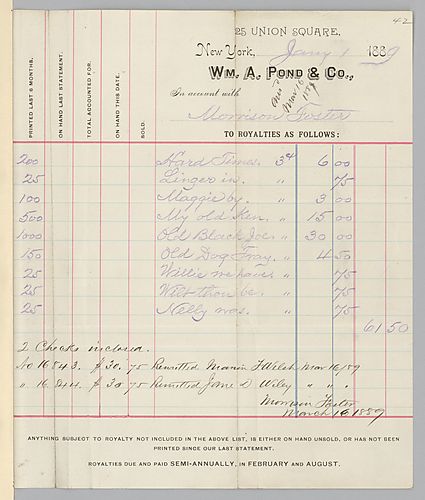 42
25 UNION SQUARE.
New York, Jany 1 1889
WM. A. POND & CO.,
In account with
Mar 16
Morrison Foster
TO ROYALTIES AS FOLLOWS:
PRINTED LAST 6 MONTHS.
ON HAND LAST STATEMENT.
TOTAL ACCOUNTED FOR.
ON HAND THIS DATE.
SOLD.
200 Hard Times. 3¢ 6 00
25 Linger in. " 75
100 Maggie by. " 3 00
500 My old Ken. " 15 00
1000 Old Black Joe " 30 00
150 Old Dog Tray. " 4 50
25 Willie we have " 75
25 Wilt thou be. " 75
25 Nelly was. " 75
61 50
2 Checks inclosed.
No 16843. $30.75 Remitted Marion F Welsh Mar 16/89
" 16844. $30 75 Remitted Jane D Wiley " " "
Morrison Foster
March 16 1889
ANYTHING SUBJECT TO ROYALTY NOT INCLUDED IN THE ABOVE LIST, IS EITHER ON HAND UNSOLD, OR HAS NOT BEEN
PRINTED SINCE OUR LAST STATEMENT.
ROYALTIES DUE AND PAID SEMI-ANNUALLY, IN FEBRUARY AND AUGUST.